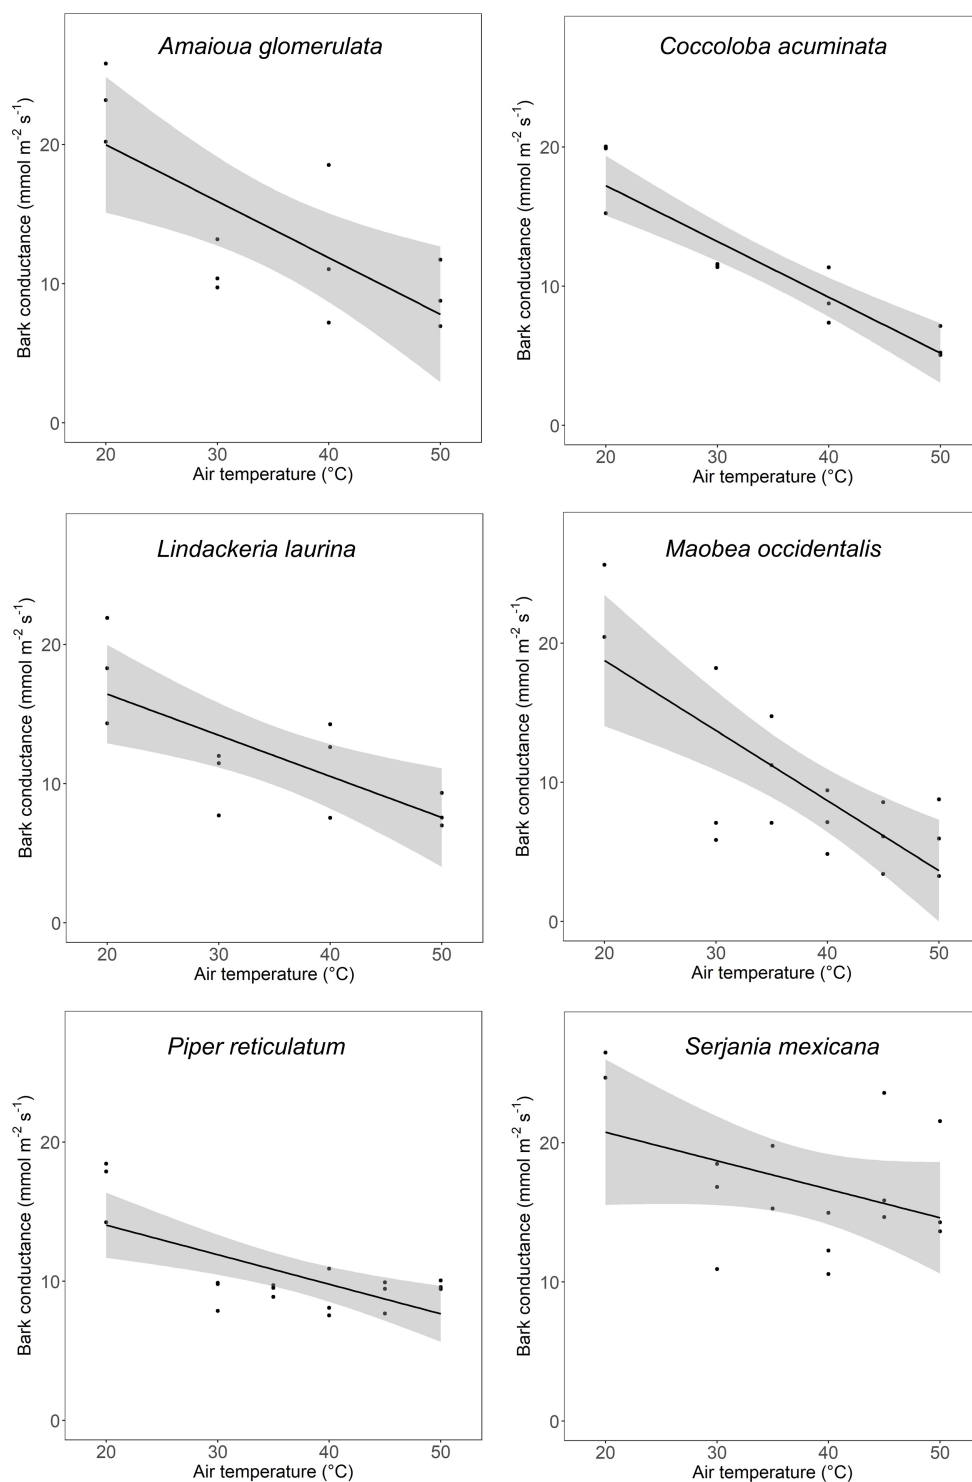 Amaioua glomerulata
Bark conductance (mmol m⁻² s⁻¹)
20
10
0
20 30 40 50
Air temperature (°C)
Coccoloba acuminata
Bark conductance (mmol m⁻² s⁻¹)
20
10
0
20 30 40 50
Air temperature (°C)
Lindackeria laurina
Bark conductance (mmol m⁻² s⁻¹)
20
10
0
20 30 40 50
Air temperature (°C)
Maobea occidentalis
Bark conductance (mmol m⁻² s⁻¹)
20
10
0
20 30 40 50
Air temperature (°C)
Piper reticulatum
Bark conductance (mmol m⁻² s⁻¹)
20
10
0
20 30 40 50
Air temperature (°C)
Serjania mexicana
Bark conductance (mmol m⁻² s⁻¹)
20
10
0
20 30 40 50
Air temperature (°C)